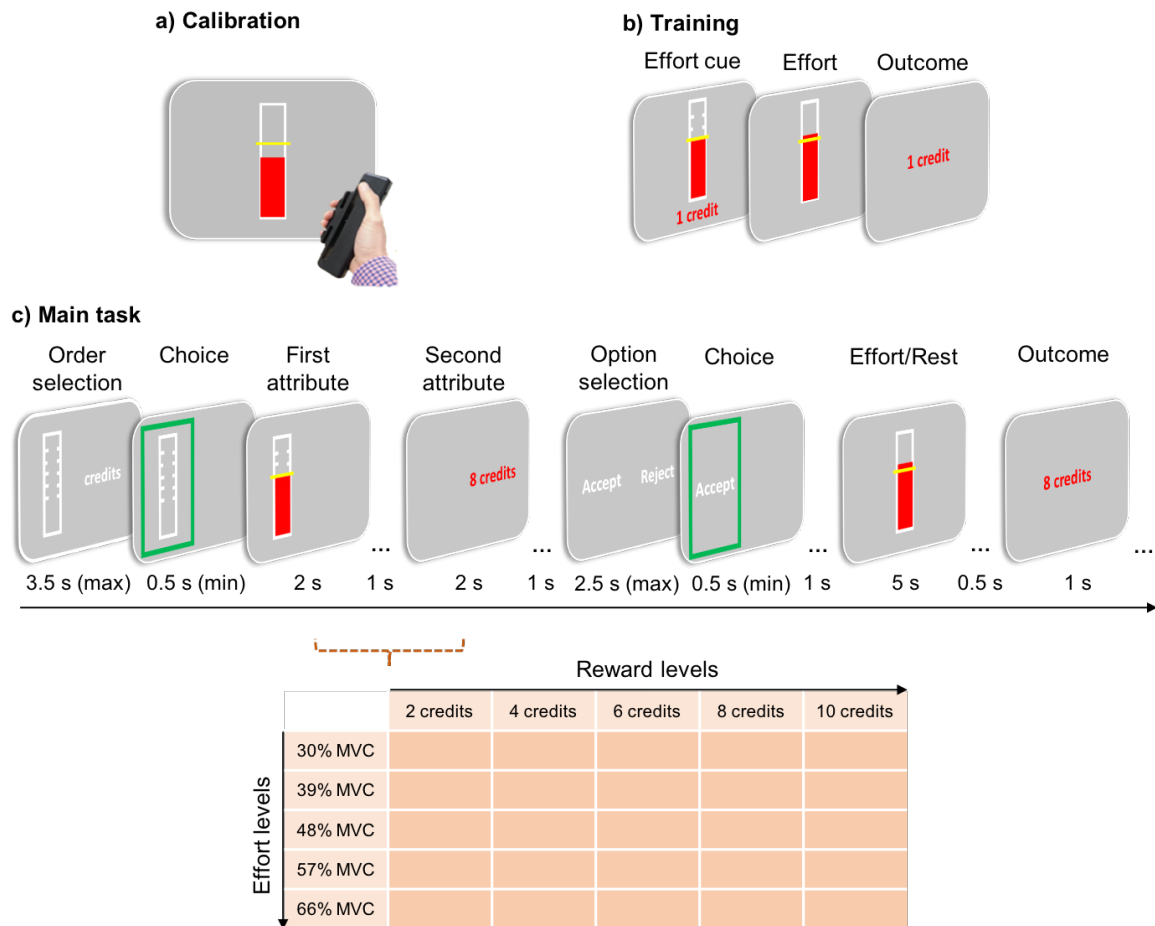 a) Calibration
b) Training
Effort cue
Effort
Outcome
1 credit
1 credit
c) Main task
Order
selection
Choice
First
attribute
Second
attribute
Option
selection
Choice
Effort/Rest
Outcome
credits
8 credits
Accept
Reject
Accept
8 credits
...
...
...
...
...
3.5 s (max)
0.5 s (min)
2 s
1 s
2 s
1 s
2.5 s (max)
0.5 s (min)
1 s
5 s
0.5 s
1 s
Reward levels
2 credits
4 credits
6 credits
8 credits
10 credits
Effort levels
30% MVC
39% MVC
48% MVC
57% MVC
66% MVC